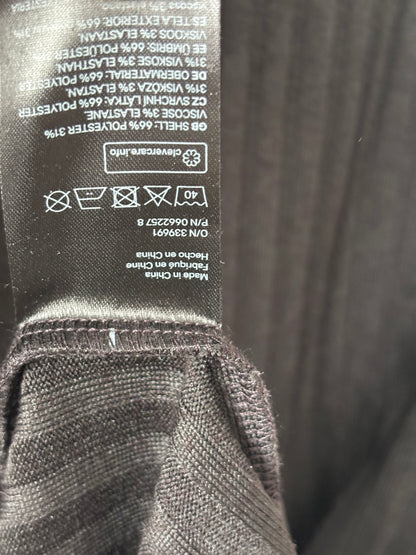 Made in China
Fabriqué en Chine
Hecho en China
O/N 339691
P/N 0662257 8
40
clevercare.info
GB SHELL: 66% POLYESTER 31%
VISCOSE 3% ELASTANE.
CZ SVRCHNÍ LÁTKA: 66% POLYESTER
31% VISKÓZA 3% ELASTAN.
DE OBERMATERIAL: 66% POLYESTER
31% VISKOSE 3% ELASTHAN.
EE ÜMBRIS: 66% POLÜESTER 31%
VISKOOS 3% ELASTAAN.
ES TELA EXTERIOR: 66%